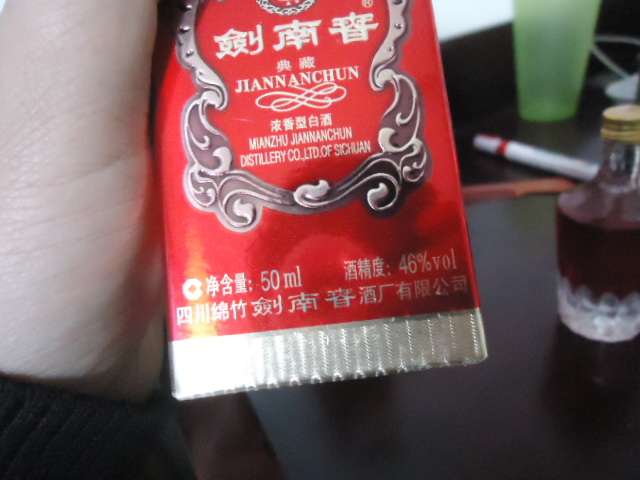 劍南春®
典藏
JIANNANCHUN
浓香型白酒
MIANZHU JIANNANCHUN
DISTILLERY CO.,LTD.OF SICHUAN
净含量: 50ml 酒精度: 46%vol
四川绵竹劍南春酒厂有限公司